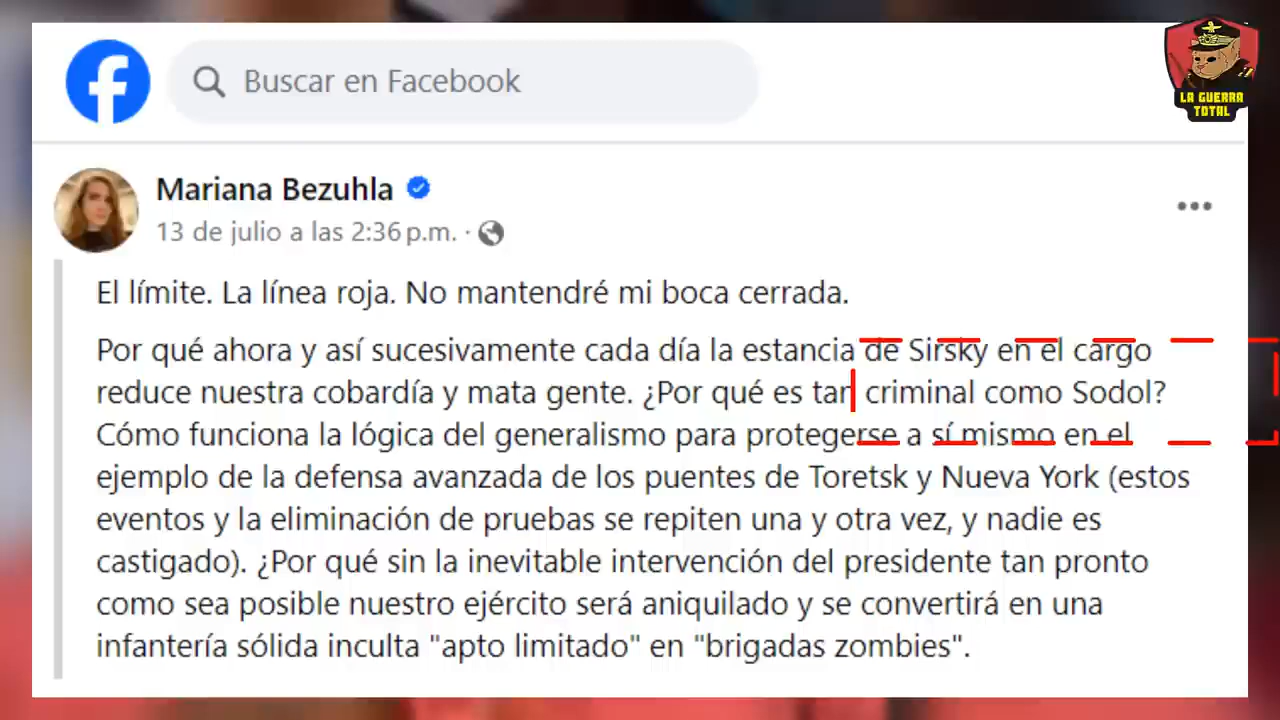 Buscar en Facebook
LA GUERRA
TOTAL
Mariana Bezuhla
13 de julio a las 2:36 p.m. ·
El límite. La línea roja. No mantendré mi boca cerrada.
Por qué ahora y así sucesivamente cada día la estancia de Sirsky en el cargo
reduce nuestra cobardía y mata gente. ¿Por qué es tan criminal como Sodol?
Cómo funciona la lógica del generalismo para protegerse a sí mismo en el
ejemplo de la defensa avanzada de los puentes de Toretsk y Nueva York (estos
eventos y la eliminación de pruebas se repiten una y otra vez, y nadie es
castigado). ¿Por qué sin la inevitable intervención del presidente tan pronto
como sea posible nuestro ejército será aniquilado y se convertirá en una
infantería sólida inculta "apto limitado" en "brigadas zombies".